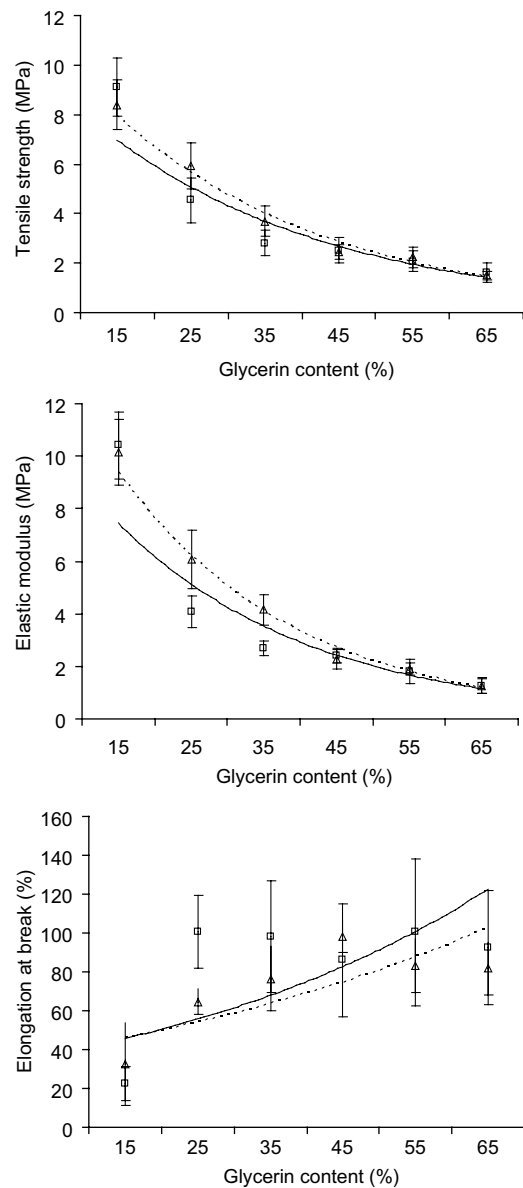 12
10
8
6
4
2
0
Tensile strength (MPa)
15 25 35 45 55 65
Glycerin content (%)
12
10
8
6
4
2
0
Elastic modulus (MPa)
15 25 35 45 55 65
Glycerin content (%)
160
140
120
100
80
60
40
20
0
Elongation at break (%)
15 25 35 45 55 65
Glycerin content (%)